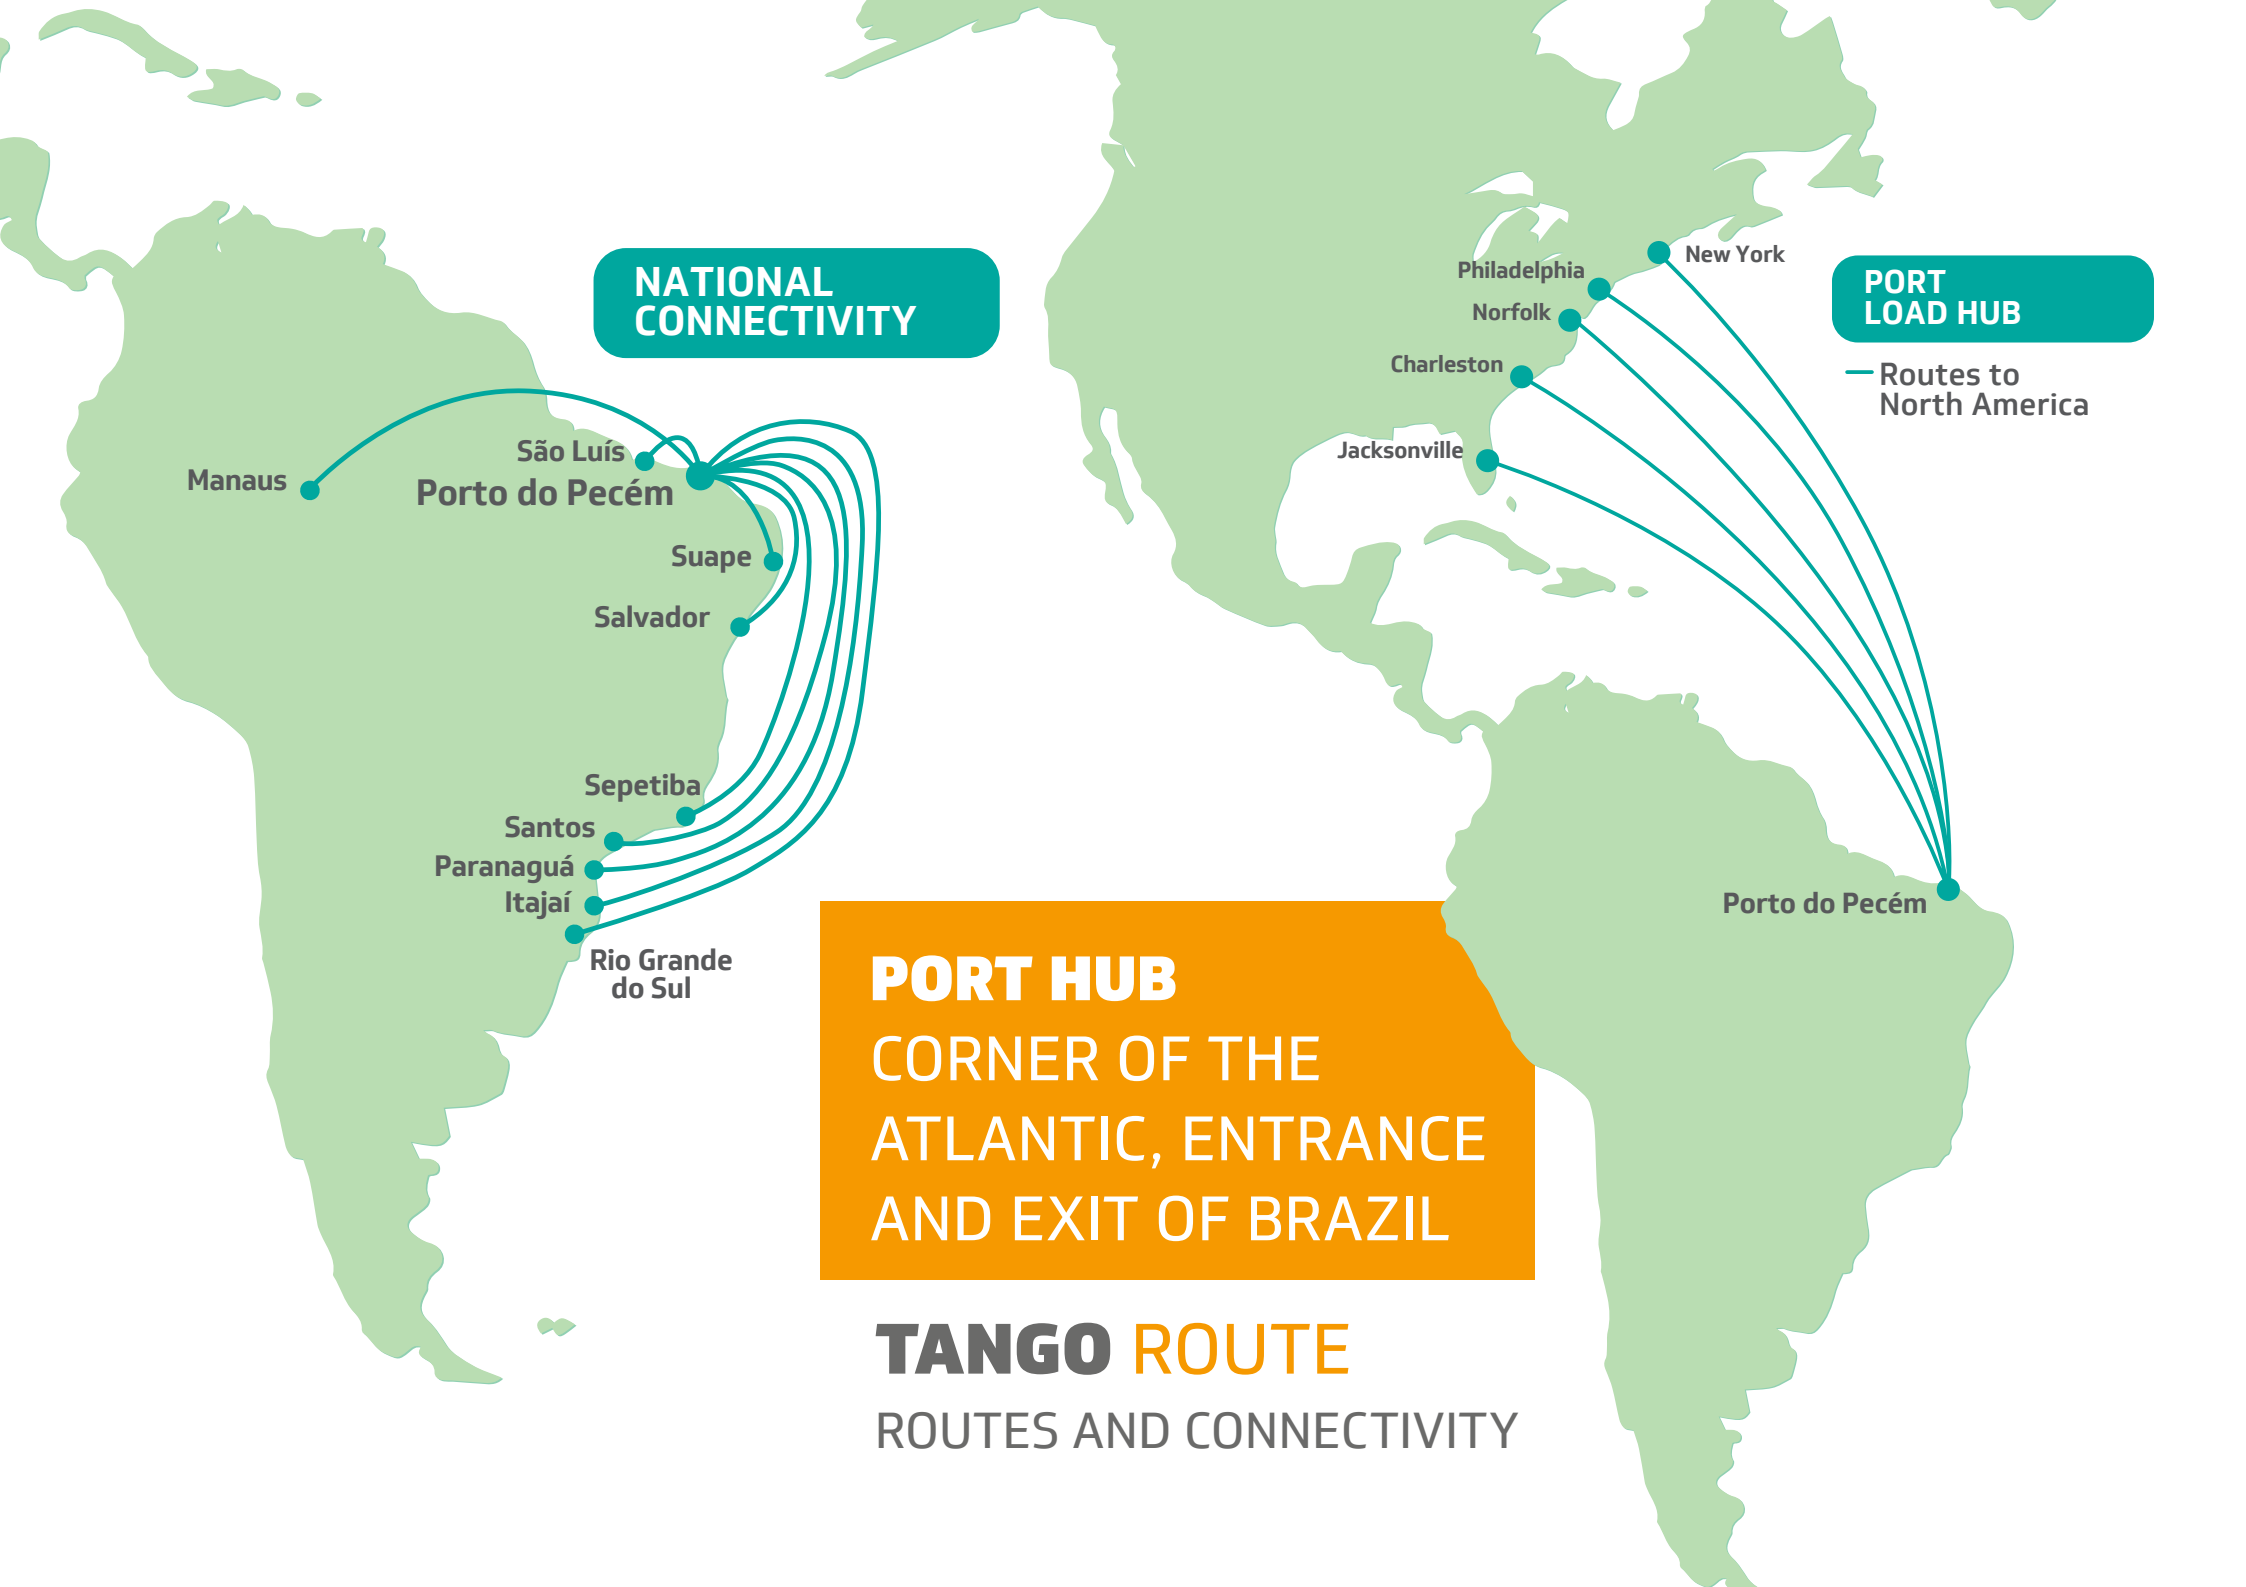 NATIONAL
CONNECTIVITY
Manaus
São Luís
Porto do Pecém
Suape
Salvador
Sepetiba
Santos
Paranaguá
Itajaí
Rio Grande
do Sul
New York
Philadelphia
Norfolk
Charleston
Jacksonville
PORT
LOAD HUB
Routes to
North America
Porto do Pecém
PORT HUB
CORNER OF THE
ATLANTIC, ENTRANCE
AND EXIT OF BRAZIL
TANGO ROUTE
ROUTES AND CONNECTIVITY